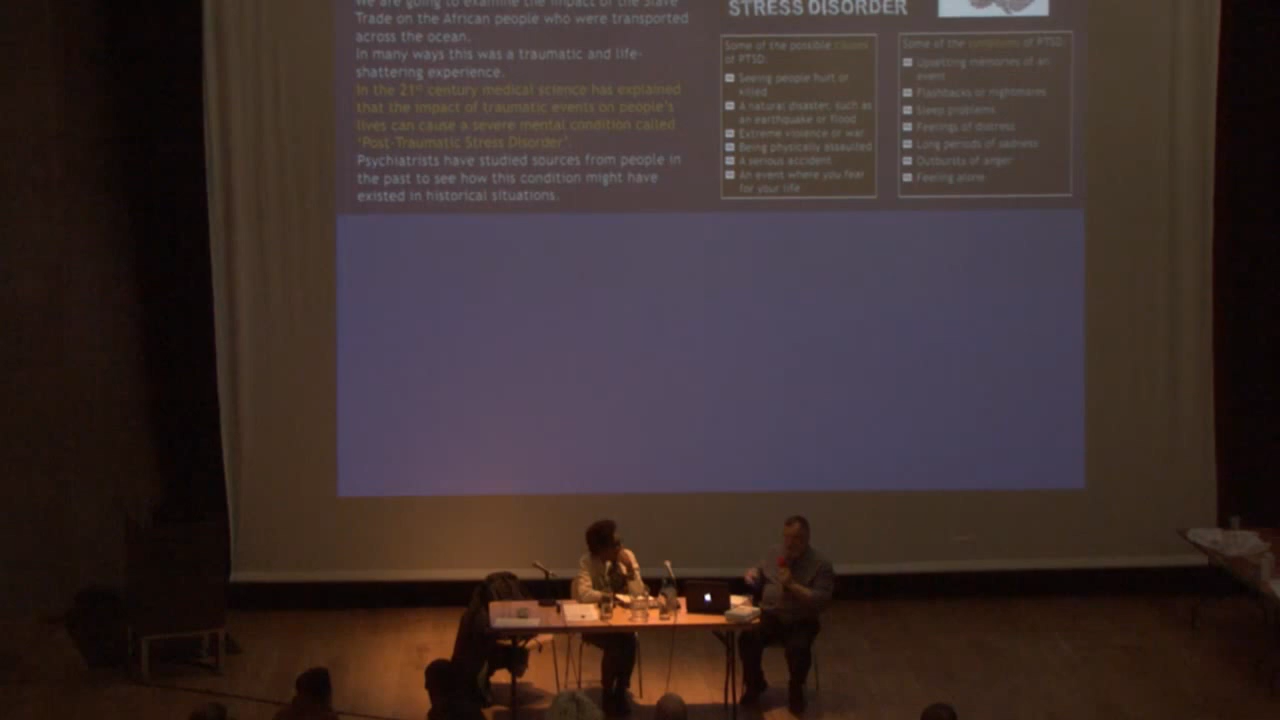 We are going to examine the impact of the Slave
Trade on the African people who were transported
across the ocean.
In many ways this was a traumatic and life-
shattering experience.
In the 21st century medical science has explained
that the impact of traumatic events on people's
lives can cause a severe mental condition called
'Post-Traumatic Stress Disorder'.
Psychiatrists have studied sources from people in
the past to see how this condition might have
existed in historical situations.
STRESS DISORDER
Some of the possible causes
of PTSD:
Seeing people hurt or
killed
A natural disaster, such as
an earthquake or flood
Extreme violence or war
Being physically assaulted
A serious accident
An event where you fear
for your life
Some of the symptoms of PTSD:
Upsetting memories of an
event
Flashbacks or nightmares
Sleep problems
Feelings of distress
Long periods of sadness
Outbursts of anger
Feeling alone